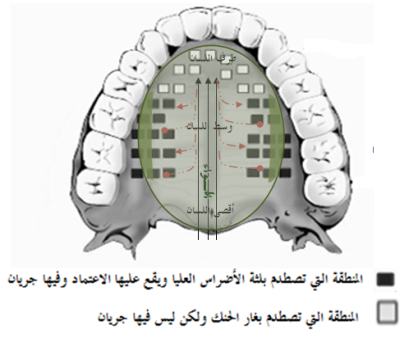 طرف اللسان
وسط اللسان
الهواء
أقصى اللسان
المنطقة التي تصطدم بلثة الأضراس العليا ويقع عليها الاعتماد وفيها جريان
المنطقة التي تصطدم بغار الحنك ولكن ليس فيها جريان